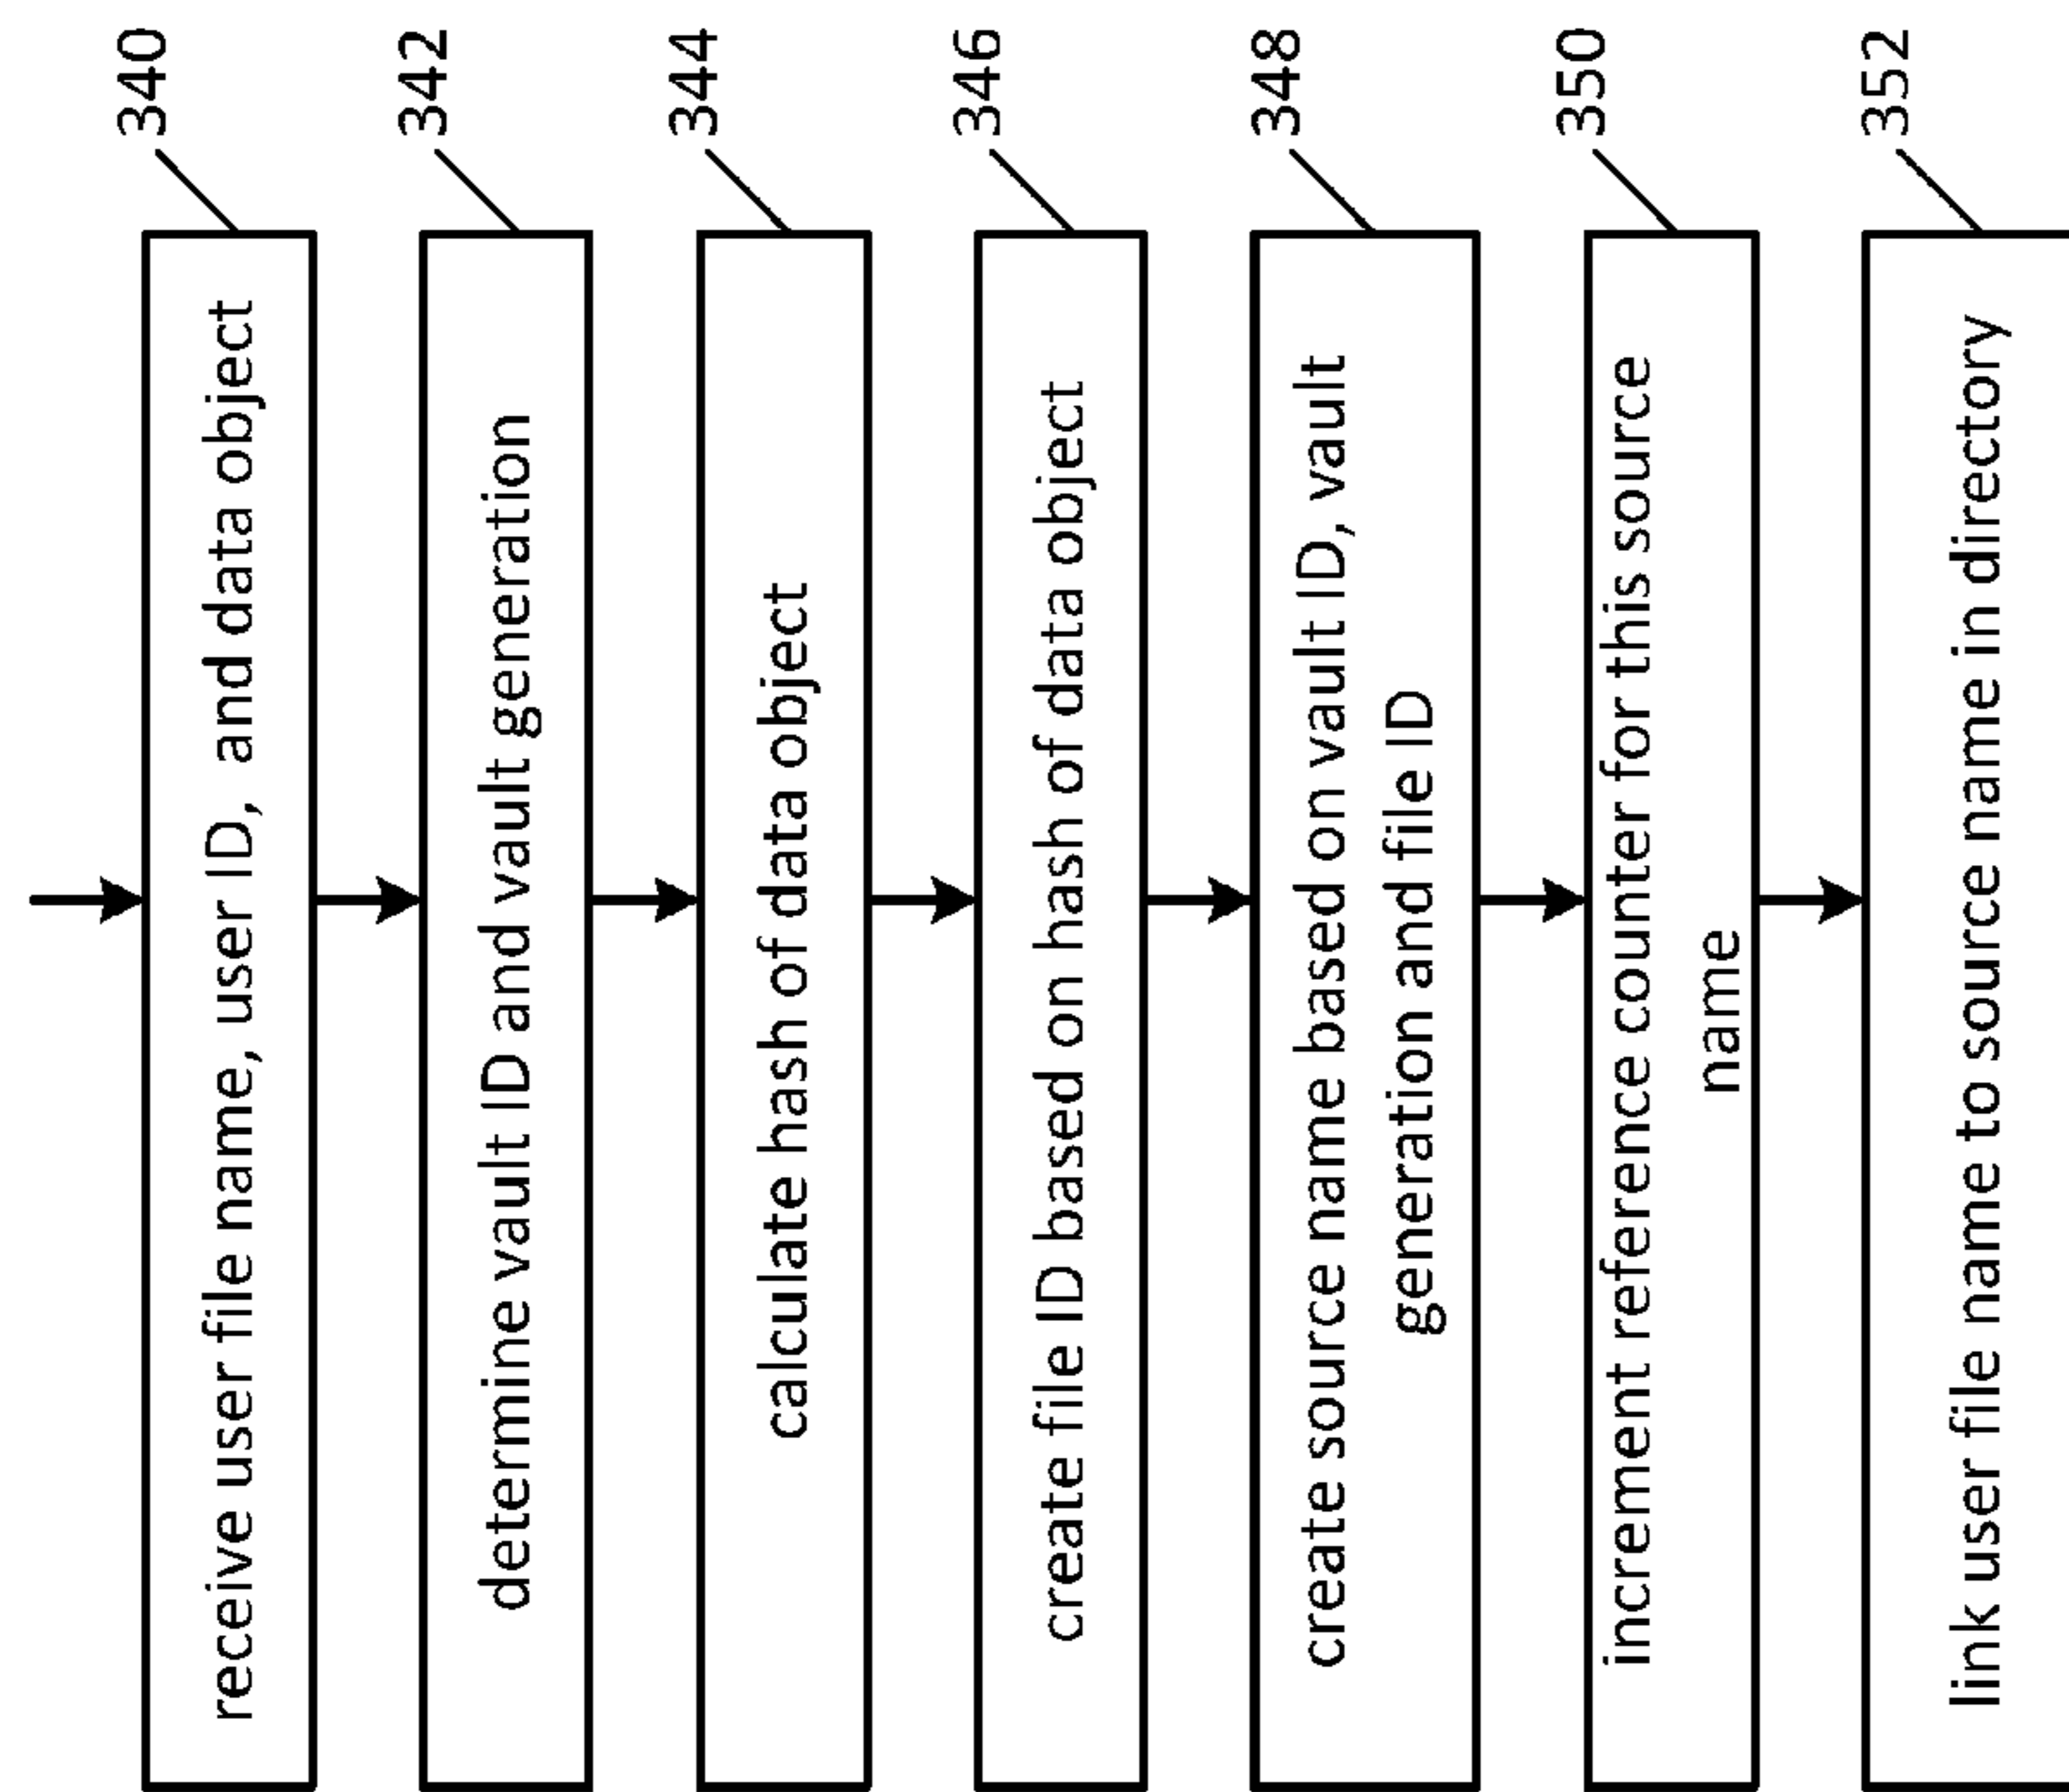 340
receive user file name, user ID, and data object
342
determine vault ID and vault generation
344
calculate hash of data object
346
create file ID based on hash of data object
348
create source name based on vault ID, vault
generation and file ID
350
increment reference counter for this source
name
352
link user file name to source name in directory